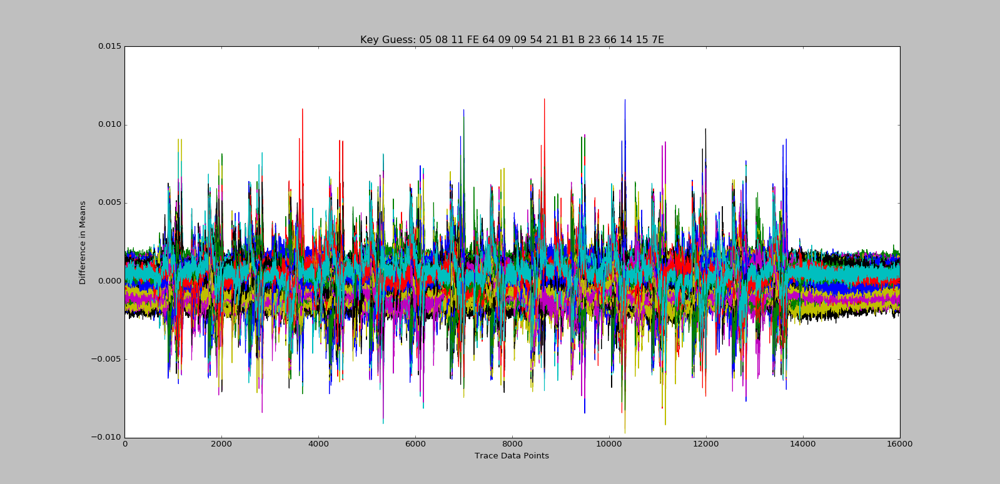 Key Guess: 05 08 11 FE 64 09 09 54 21 B1 B 23 66 14 15 7E
0.015
0.010
0.005
0.000
−0.005
−0.010
Difference in Means
0 2000 4000 6000 8000 10000 12000 14000 16000
Trace Data Points